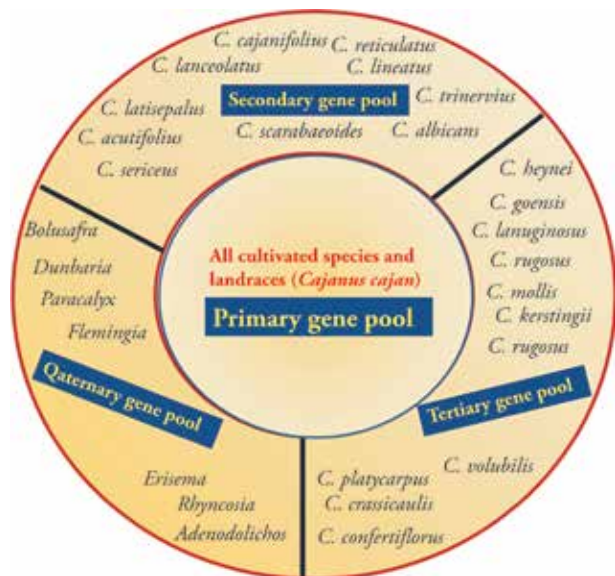 C. cajanifolius
C. reticulatus
C. lanceolatus
C. lineatus
Secondary gene pool
C. trinervius
C. latisepalus
C. scarabaeoides
C. albicans
C. acutifolius
C. sericeus
C. heynei
C. goensis
C. lanuginosus
C. rugosus
C. mollis
C. kerstingii
C. rugosus
Tertiary gene pool
C. volubilis
C. platycarpus
C. crassicaulis
C. confertiflorus
Bolusafra
Dunbaria
Paracalyx
Flemingia
Qaternary gene pool
Erisema
Rhyncosia
Adenodolichos
All cultivated species and
landraces (Cajanus cajan)
Primary gene pool